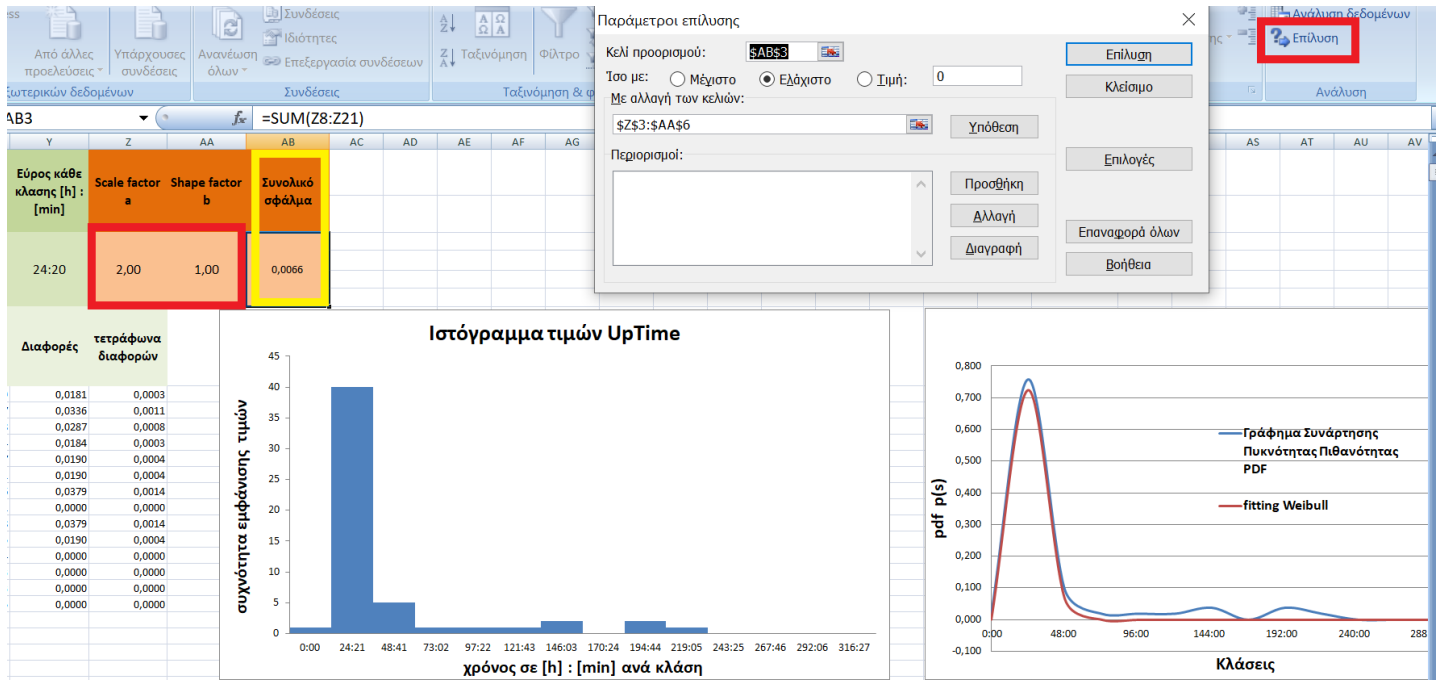 ess
Από άλλες
προελεύσεις
Υπάρχουσες
συνδέσεις
ξωτερικών δεδομένων
Ανανέωση
όλων
Συνδέσεις
Ιδιότητες
Επεξεργασία συνδέσεων
Συνδέσεις
Ταξινόμηση
Φίλτρο
Ταξινόμηση & φ
Ανάλυση δεδομένων
Επίλυση
Ανάλυση
Παράμετροι επίλυσης
Κελί προορισμού:
$AB$3
Ίσο με:
Μέγιστο
Ελάχιστο
Τιμή:
0
Με αλλαγή των κελιών:
$Z$3:$AA$6
Υπόθεση
Περιορισμοί:
Προσθήκη
Αλλαγή
Διαγραφή
Επίλυση
Κλείσιμο
Επιλογές
Επαναφορά όλων
Βοήθεια
AB3
fx
=SUM(Z8:Z21)
Y Z AA AB AC AD AE AF AG AS AT AU AV
Εύρος κάθε
κλασης [h] :
[min]
Scale factor
a
Shape factor
b
Συνολικό
σφάλμα
24:20 2,00 1,00 0,0066
Διαφορές
τετράφωνα
διαφορών
0,0181 0,0003
0,0336 0,0011
0,0287 0,0008
0,0184 0,0003
0,0190 0,0004
0,0190 0,0004
0,0379 0,0014
0,0000 0,0000
0,0379 0,0014
0,0190 0,0004
0,0000 0,0000
0,0000 0,0000
0,0000 0,0000
0,0000 0,0000
Ιστόγραμμα τιμών UpTime
συχνότητα εμφάνισης τιμών
45
40
35
30
25
20
15
10
5
0
0:00 24:21 48:41 73:02 97:22 121:43 146:03 170:24 194:44 219:05 243:25 267:46 292:06 316:27
χρόνος σε [h] : [min] ανά κλάση
pdf p(s)
0,800
0,700
0,600
0,500
0,400
0,300
0,200
0,100
0,000
-0,100
0:00 48:00 96:00 144:00 192:00 240:00 288
Κλάσεις
Γράφημα Συνάρτησης
Πυκνότητας Πιθανότητας
PDF
fitting Weibull